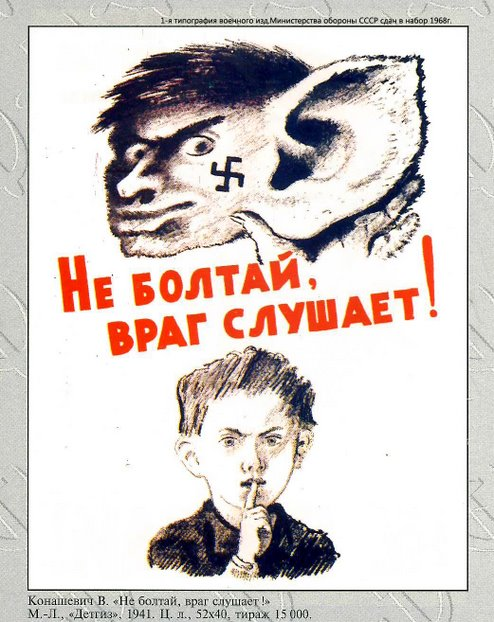 1-я типография военного изд.Министерства обороны СССР сдач в набор 1968г.
Не болтай,
враг слушает!
Конашевич В. «Не болтай, враг слушает!»
М.-Л., «Детгиз», 1941. Ц. л., 52х40, тираж 15 000.